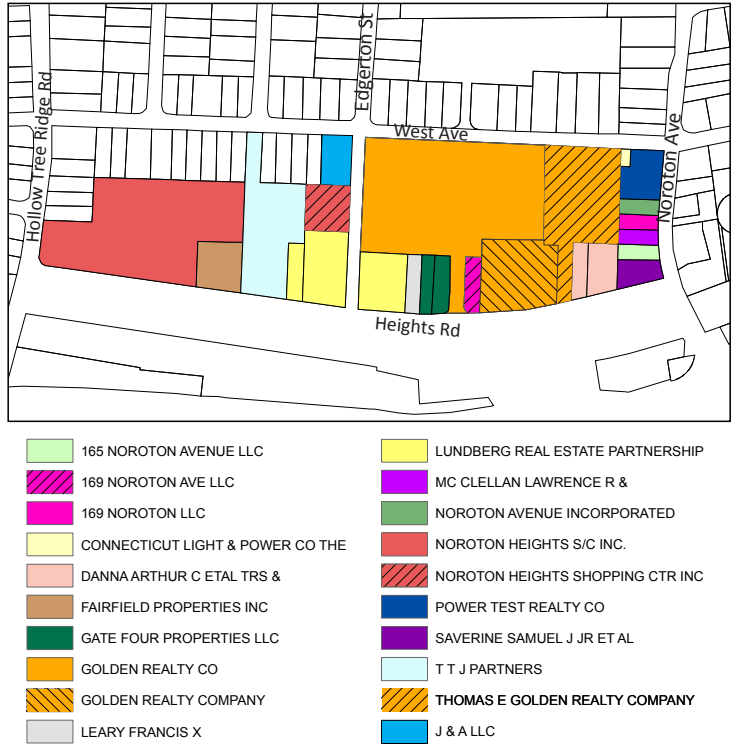 Edgerton St
West Ave
Hollow Tree Ridge Rd
Noroton Ave
Heights Rd
165 NOROTON AVENUE LLC
169 NOROTON AVE LLC
169 NOROTON LLC
CONNECTICUT LIGHT & POWER CO THE
DANNA ARTHUR C ETAL TRS &
FAIRFIELD PROPERTIES INC
GATE FOUR PROPERTIES LLC
GOLDEN REALTY CO
GOLDEN REALTY COMPANY
LEARY FRANCIS X
LUNDBERG REAL ESTATE PARTNERSHIP
MC CLELLAN LAWRENCE R &
NOROTON AVENUE INCORPORATED
NOROTON HEIGHTS S/C INC.
NOROTON HEIGHTS SHOPPING CTR INC
POWER TEST REALTY CO
SAVERINE SAMUEL J JR ET AL
T T J PARTNERS
THOMAS E GOLDEN REALTY COMPANY
J & A LLC